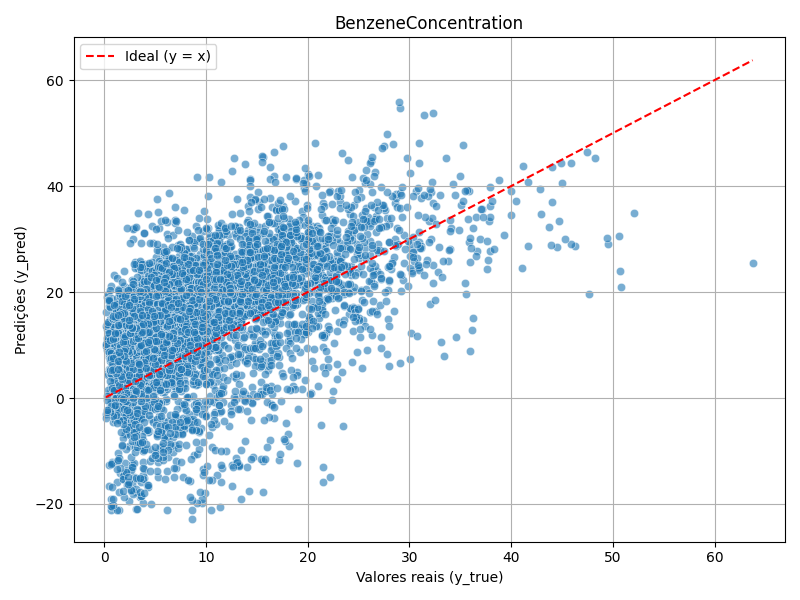 BenzeneConcentration
Ideal (y = x)
Predições (y_pred)
60
40
20
0
−20
0 10 20 30 40 50 60
Valores reais (y_true)